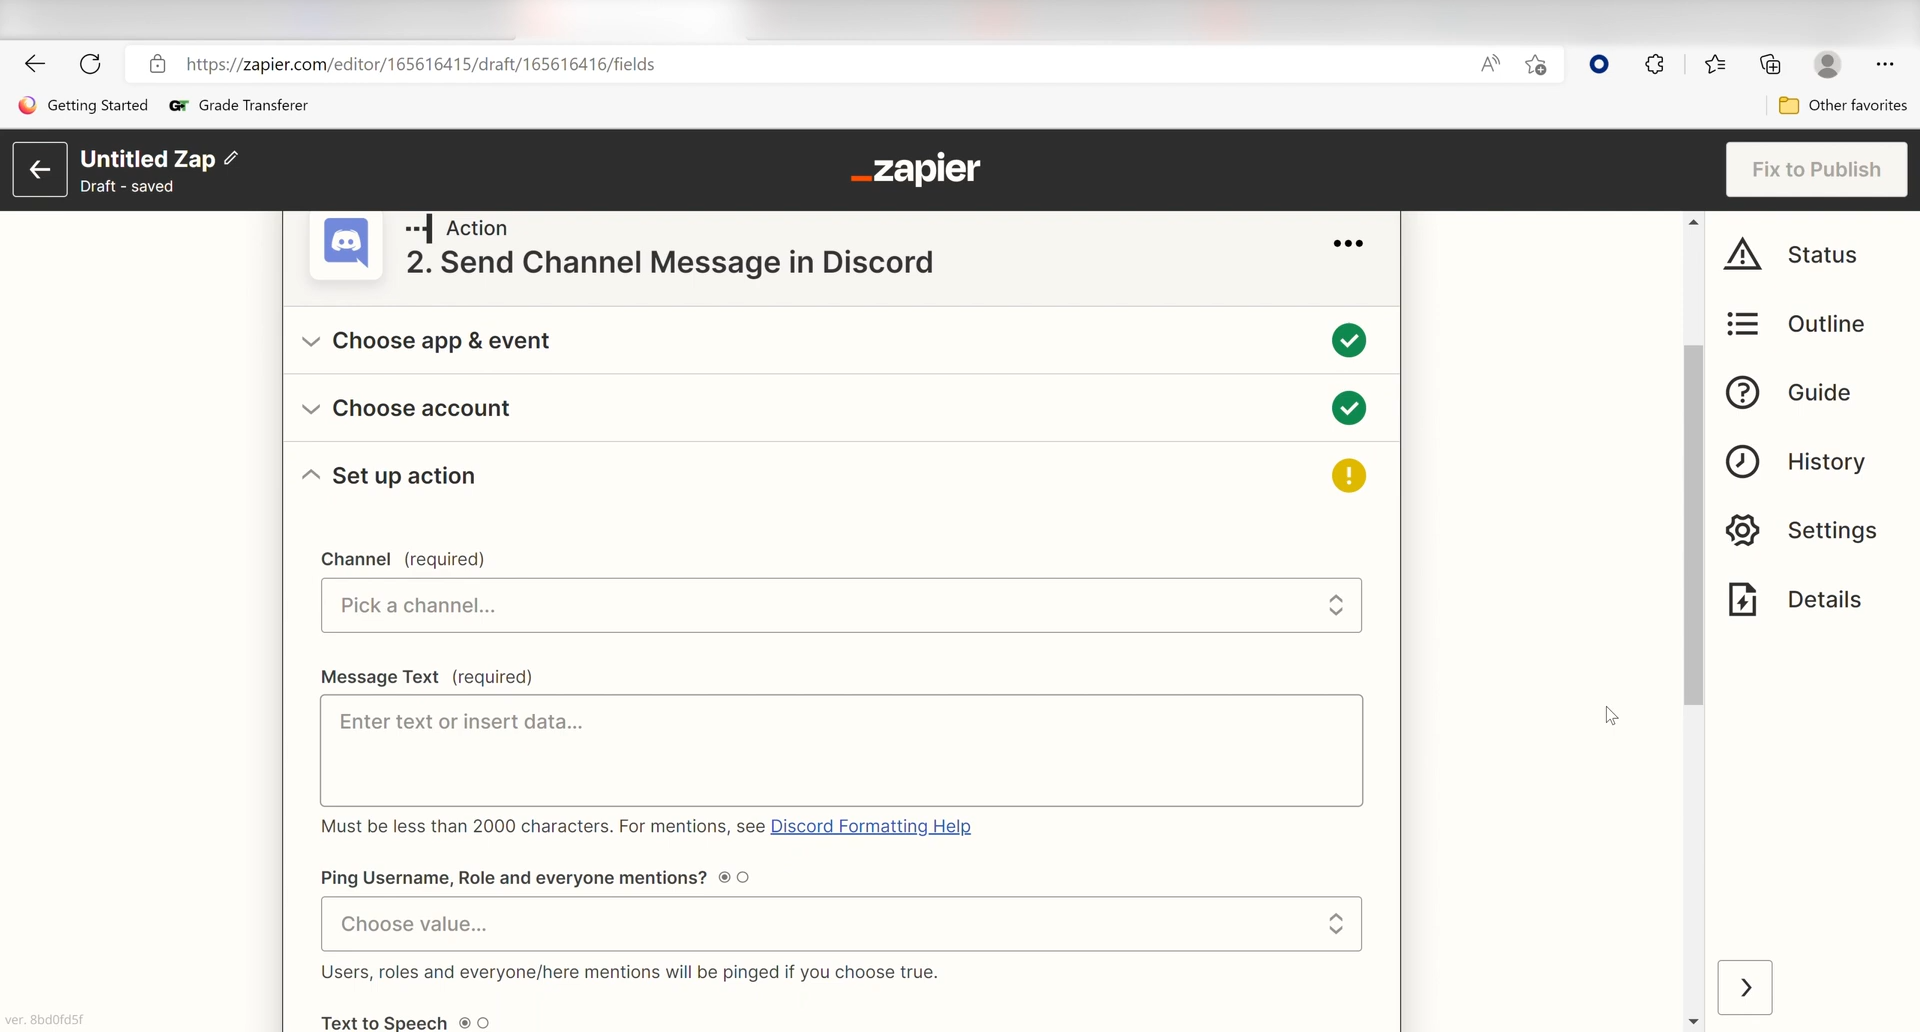 https://zapier.com/editor/165616415/draft/165616416/fields
Getting Started
GT Grade Transferer
Other favorites
Untitled Zap
Draft - saved
_zapier
Fix to Publish
Action
2. Send Channel Message in Discord
Choose app & event
Choose account
Set up action
Channel (required)
Pick a channel...
Message Text (required)
Enter text or insert data...
Must be less than 2000 characters. For mentions, see Discord Formatting Help
Ping Username, Role and everyone mentions?
Choose value...
Users, roles and everyone/here mentions will be pinged if you choose true.
Text to Speech
Status
Outline
Guide
History
Settings
Details
ver. 8bd0fd5f